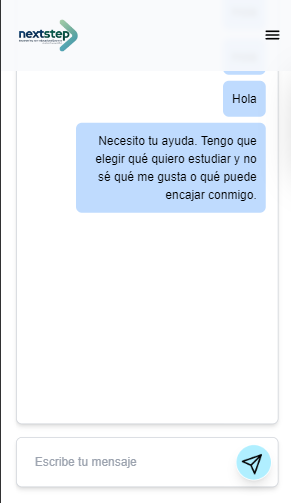 nextstep
Hola
Necesito tu ayuda. Tengo que
elegir qué quiero estudiar y no
sé qué me gusta o qué puede
encajar conmigo.
Escribe tu mensaje